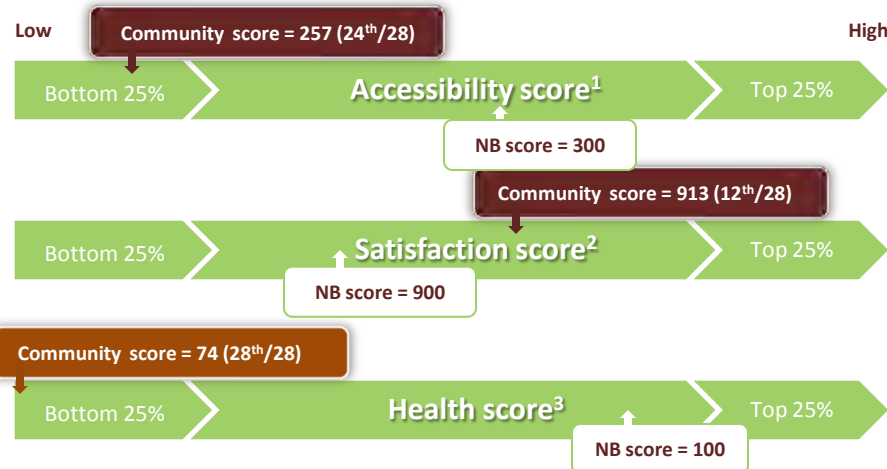 Low
High
Community score = 257 (24th/28)
Bottom 25%
Accessibility score1
Top 25%
NB score = 300
Community score = 913 (12th/28)
Bottom 25%
Satisfaction score2
Top 25%
NB score = 900
Community score = 74 (28th/28)
Bottom 25%
Health score3
Top 25%
NB score = 100